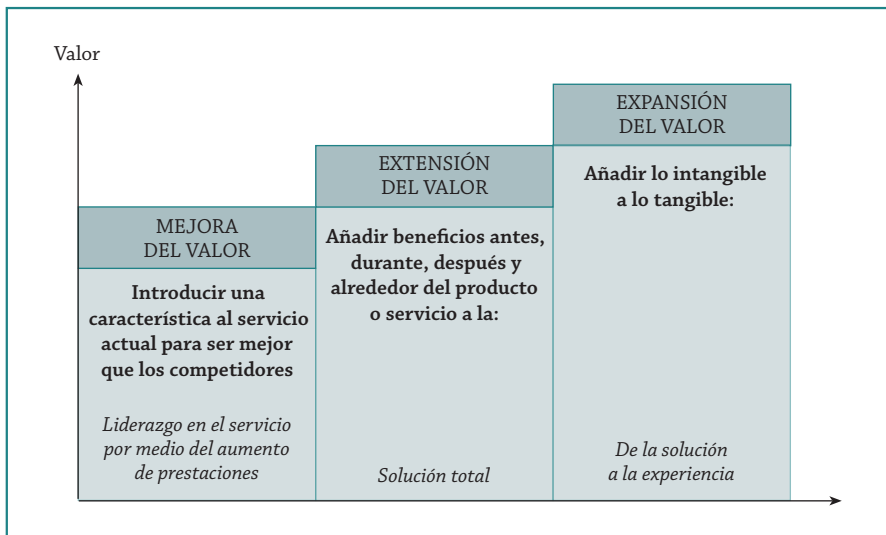 Valor
MEJORA
DEL VALOR
Introducir una
característica al servicio
actual para ser mejor
que los competidores
Liderazgo en el servicio
por medio del aumento
de prestaciones
EXTENSIÓN
DEL VALOR
Añadir beneficios antes,
durante, después y
alrededor del producto
o servicio a la:
Solución total
EXPANSIÓN
DEL VALOR
Añadir lo intangible
a lo tangible:
De la solución
a la experiencia